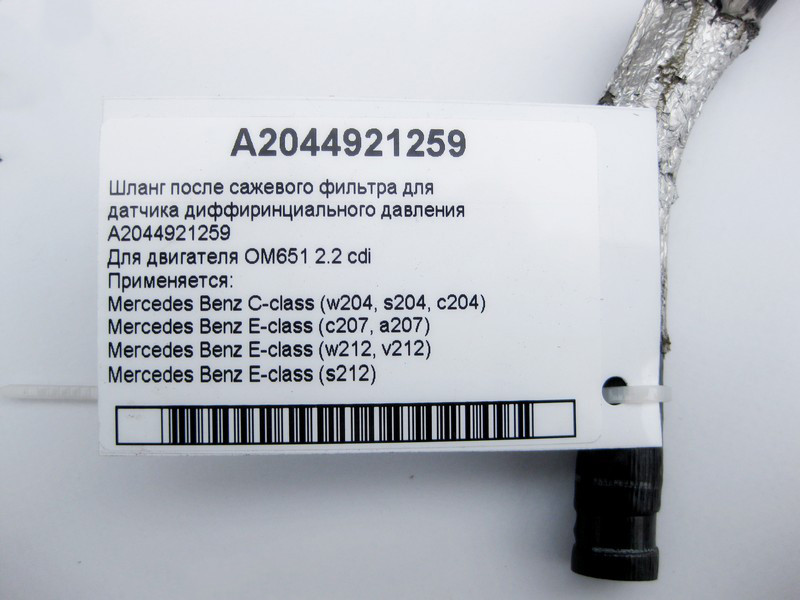 A2044921259
Шланг после сажевого фильтра для
датчика диффиринциального давления
A2044921259
Для двигателя OM651 2.2 cdi
Применяется:
Mercedes Benz C-class (w204, s204, c204)
Mercedes Benz E-class (c207, a207)
Mercedes Benz E-class (w212, v212)
Mercedes Benz E-class (s212)